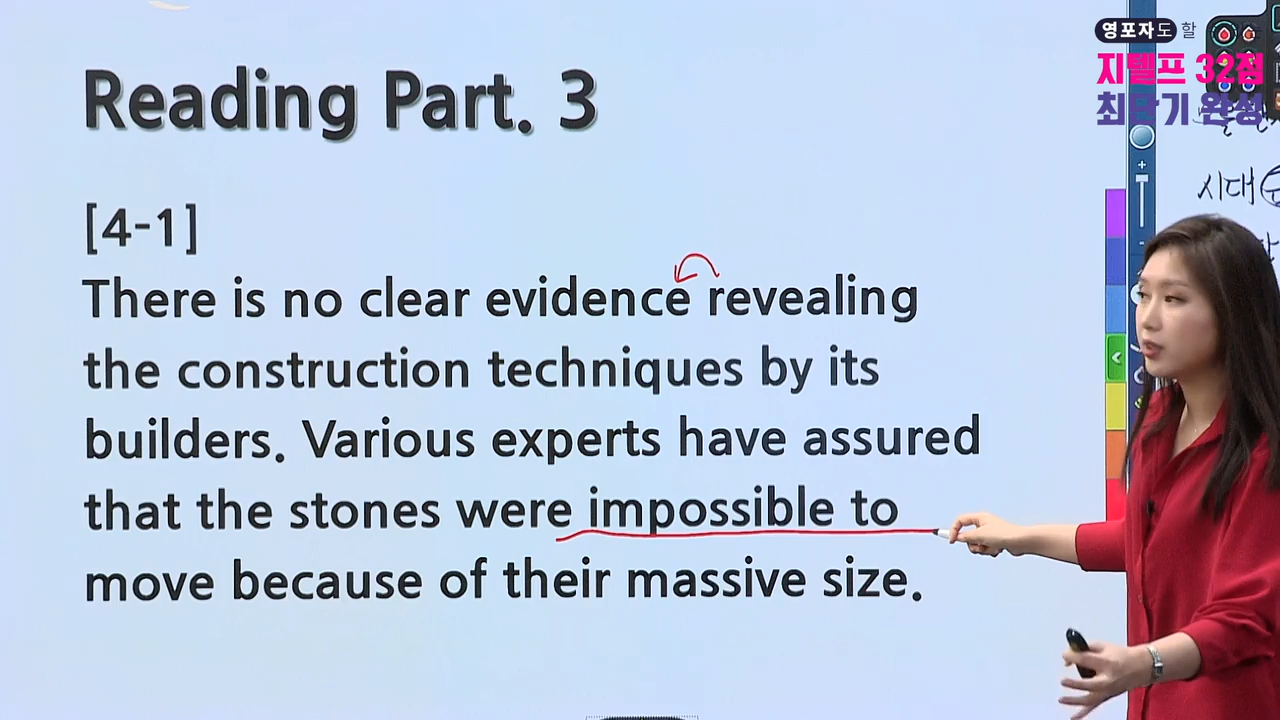 영포자도 할
지텔프 32점
최단기 완성
Reading Part. 3
시대
[4-1]
There is no clear evidence revealing
the construction techniques by its
builders. Various experts have assured
that the stones were impossible to
move because of their massive size.